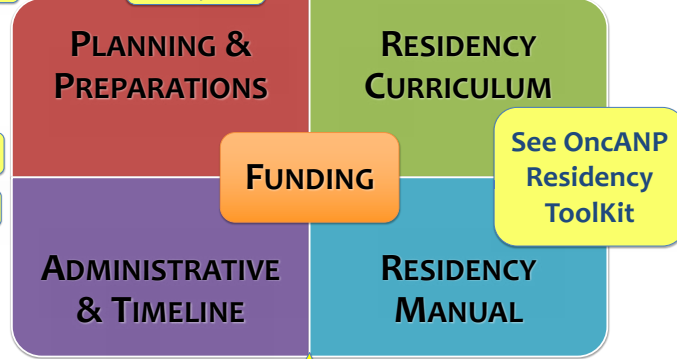 PLANNING &
PREPARATIONS
RESIDENCY
CURRICULUM
See OncANP
Residency
ToolKit
FUNDING
ADMINISTRATIVE
& TIMELINE
RESIDENCY
MANUAL